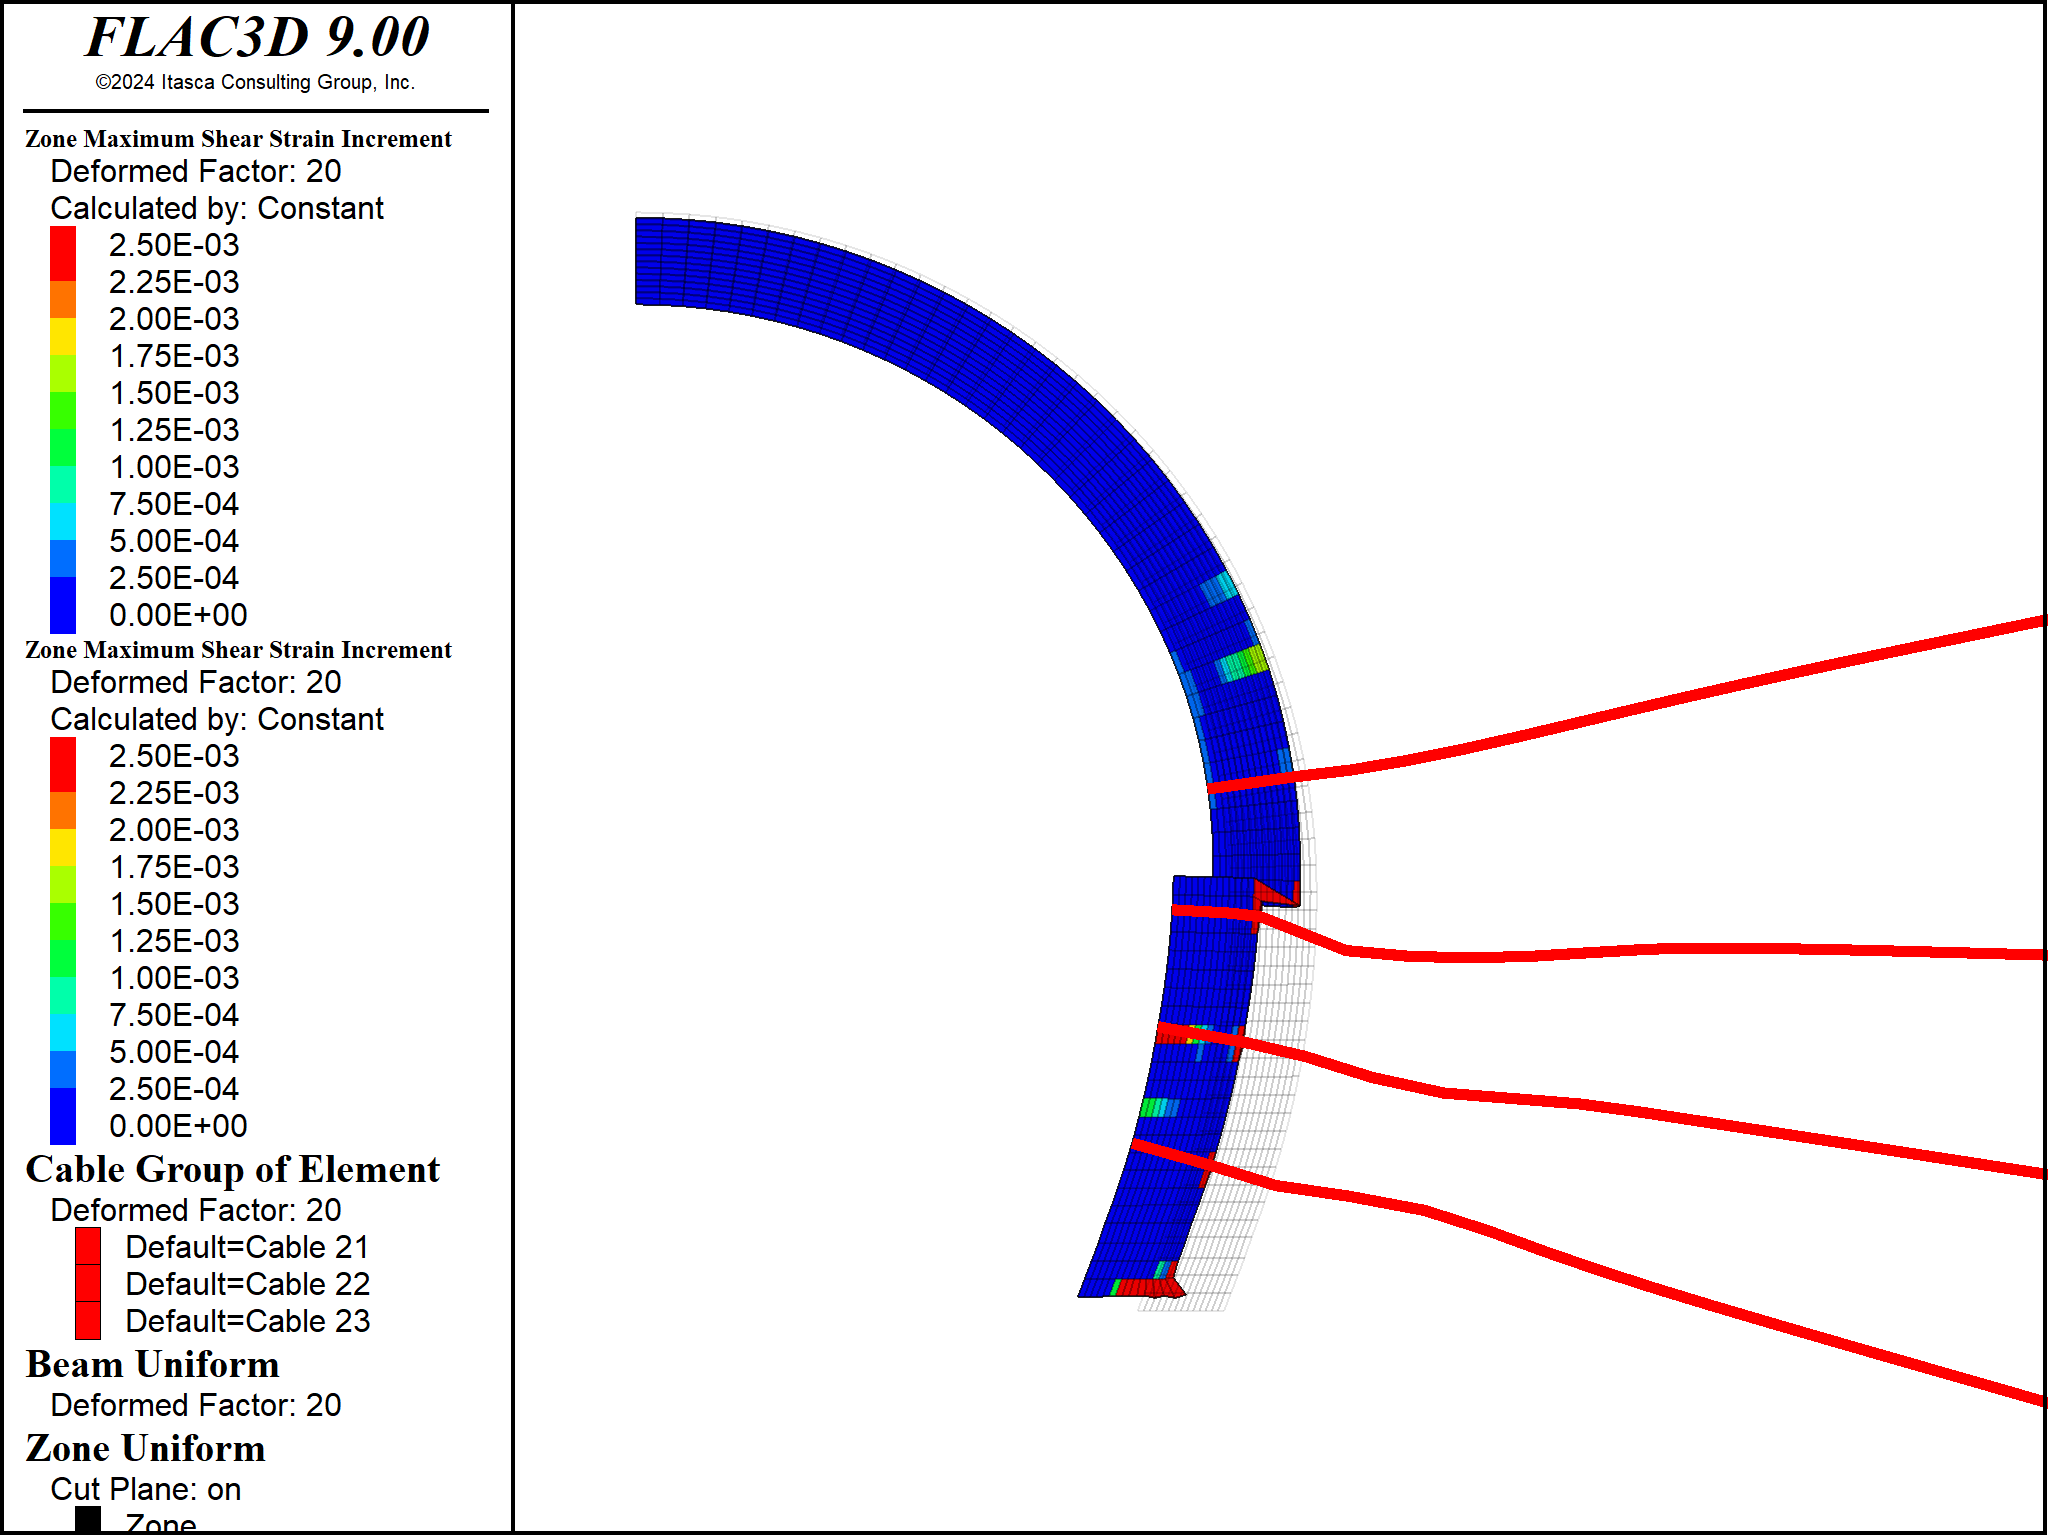 FLAC3D 9.00
©2024 Itasca Consulting Group, Inc.
Zone Maximum Shear Strain Increment
Deformed Factor: 20
Calculated by: Constant
2.50E-03
2.25E-03
2.00E-03
1.75E-03
1.50E-03
1.25E-03
1.00E-03
7.50E-04
5.00E-04
2.50E-04
0.00E+00
Zone Maximum Shear Strain Increment
Deformed Factor: 20
Calculated by: Constant
2.50E-03
2.25E-03
2.00E-03
1.75E-03
1.50E-03
1.25E-03
1.00E-03
7.50E-04
5.00E-04
2.50E-04
0.00E+00
Cable Group of Element
Deformed Factor: 20
Default=Cable 21
Default=Cable 22
Default=Cable 23
Beam Uniform
Deformed Factor: 20
Zone Uniform
Cut Plane: on
Zone